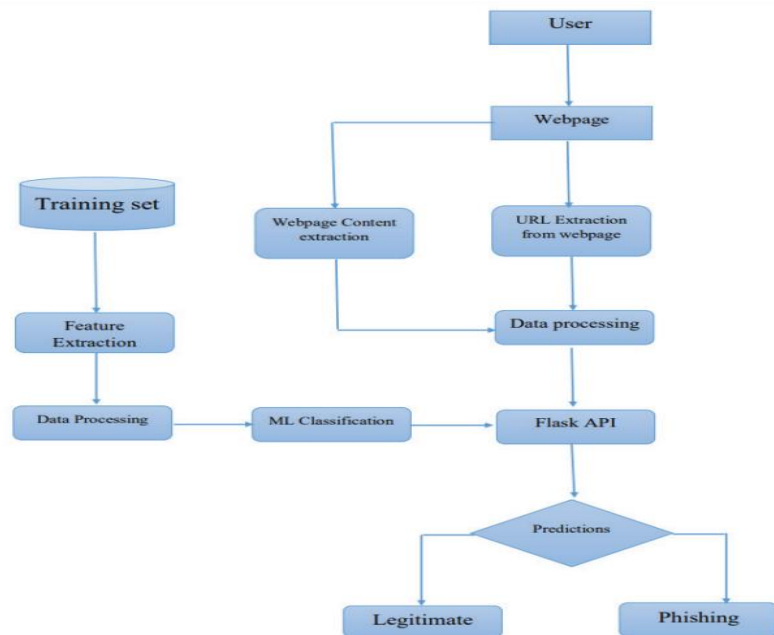 User
Webpage
Training set
Webpage Content
extraction
URL Extraction
from webpage
Feature
Extraction
Data processing
Data Processing
ML Classification
Flask API
Predictions
Legitimate
Phishing